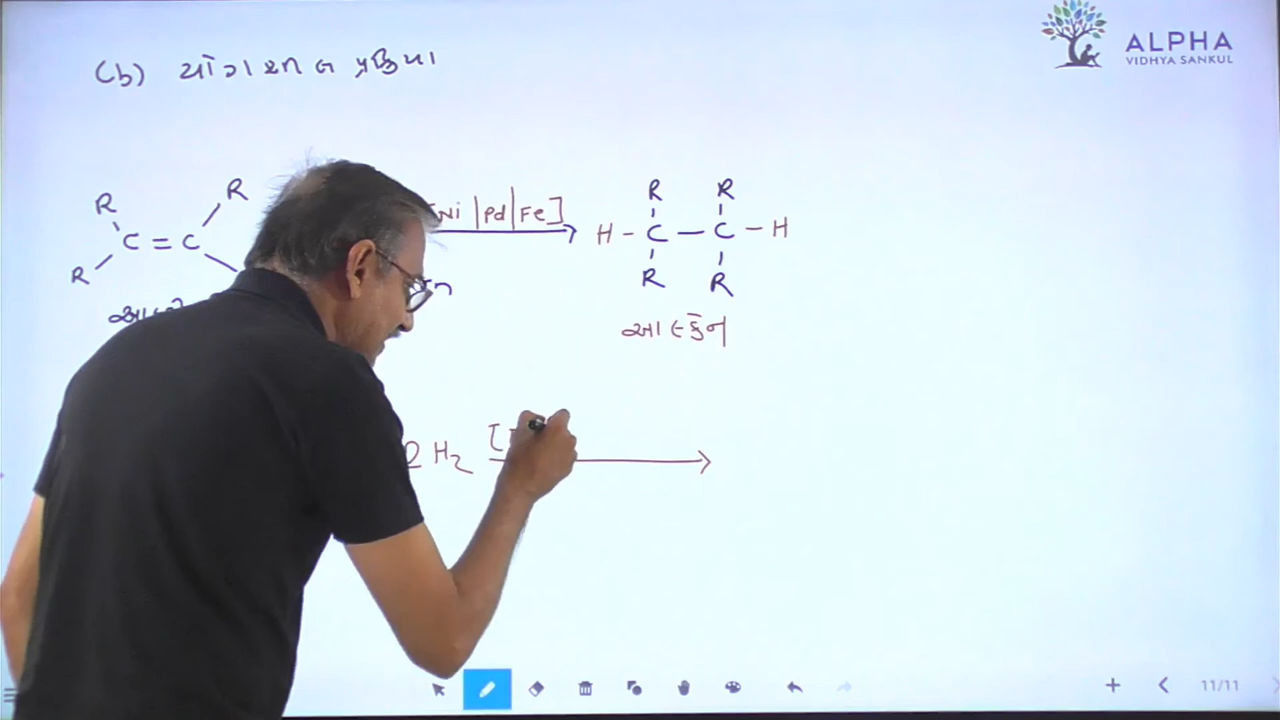 ALPHA
VIDHYA SANKUL
(b) યોગશીલ પ્રક્રિયા
R R [Ni |Pd|Fe] R R
C = C H – C – C – H
R R R
આલ્કેન
2 H₂ [
11/11